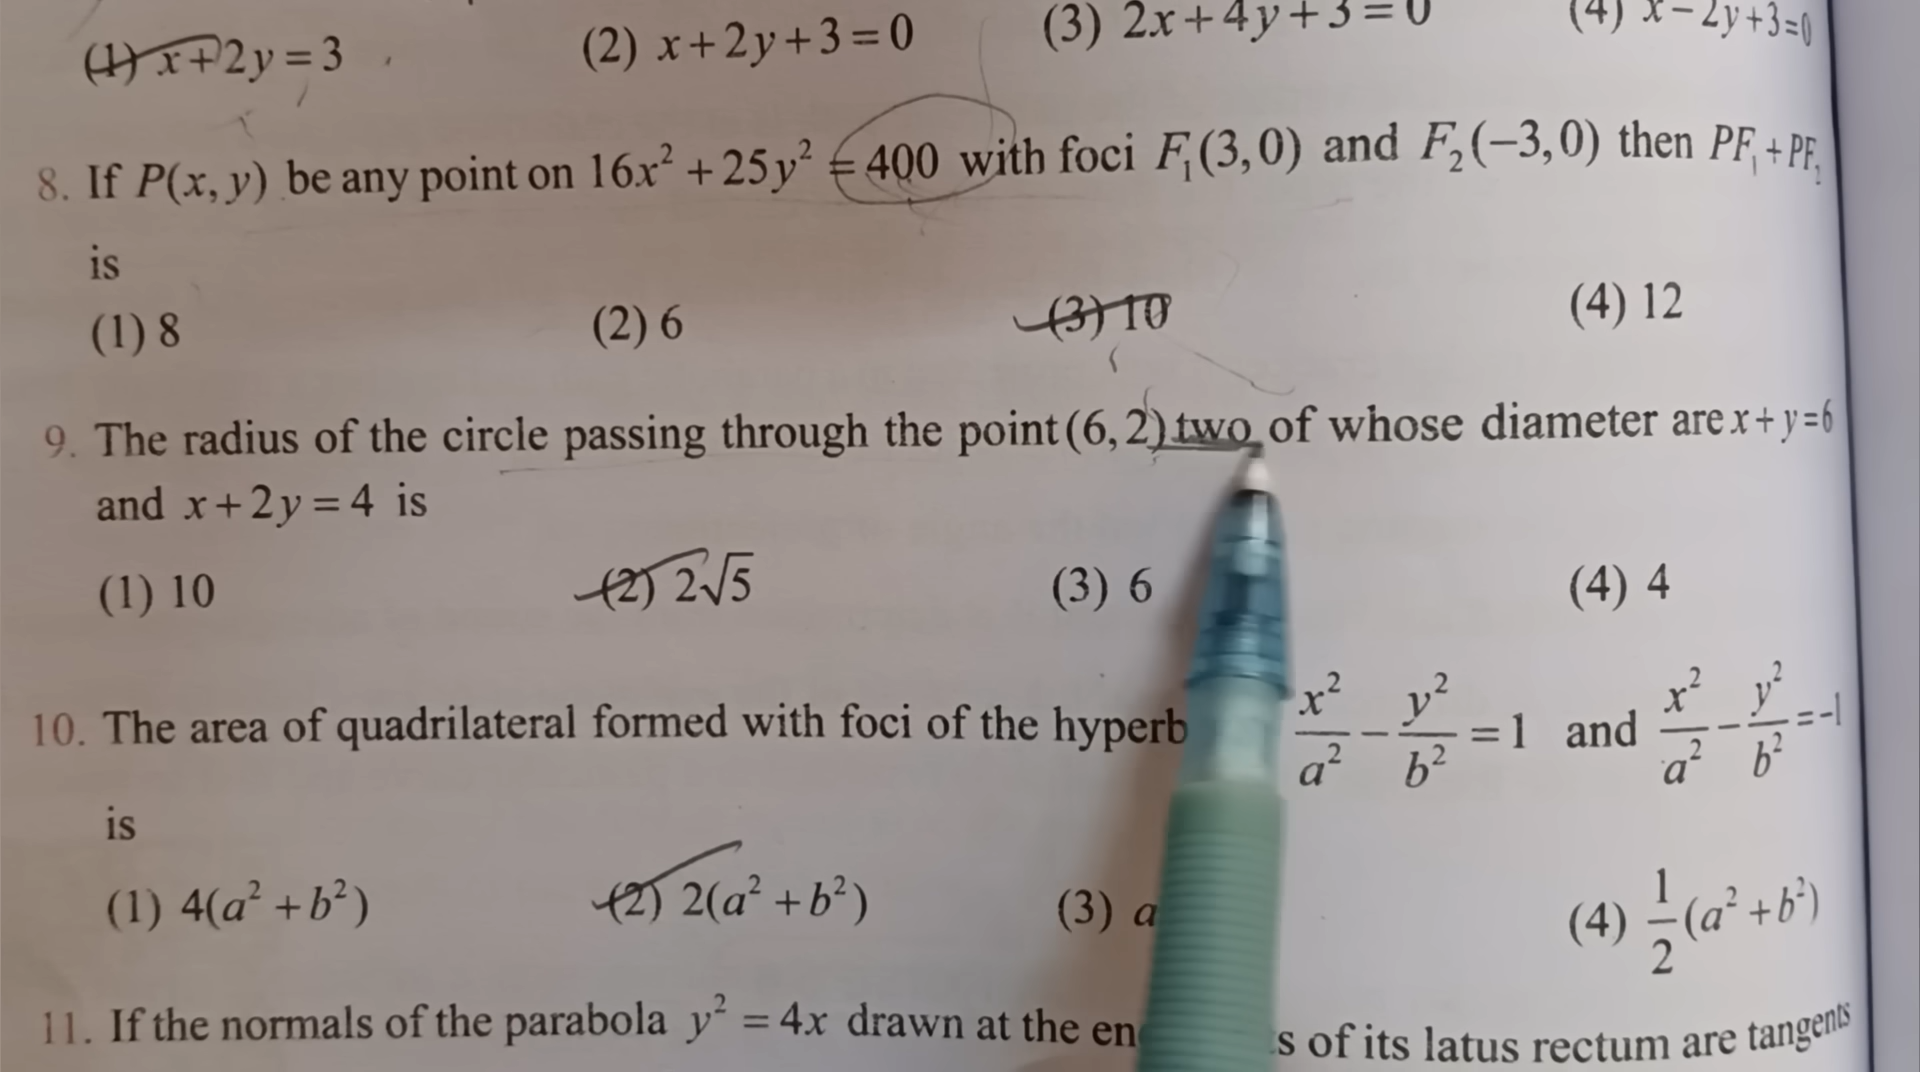 (1) x+2y=3 (2) x+2y+3=0 (3) 2x+4y+3=0 (4) x-2y+3=0
8. If P(x, y) be any point on 16x² +25y² = 400 with foci F₁(3,0) and F₂(-3,0) then PF₁+PF₂
is
(1) 8 (2) 6 (3) 10 (4) 12
9. The radius of the circle passing through the point (6,2) two of whose diameter are x+y=6
and x+2y=4 is
(1) 10 (2) 2√5 (3) 6 (4) 4
10. The area of quadrilateral formed with foci of the hyperb x²/a² - y²/b² = 1 and x²/a² - y²/b² = -1
is
(1) 4(a² +b²) (2) 2(a² +b²) (3) a (4) 1/2 (a² +b²)
11. If the normals of the parabola y² = 4x drawn at the en s of its latus rectum are tangents